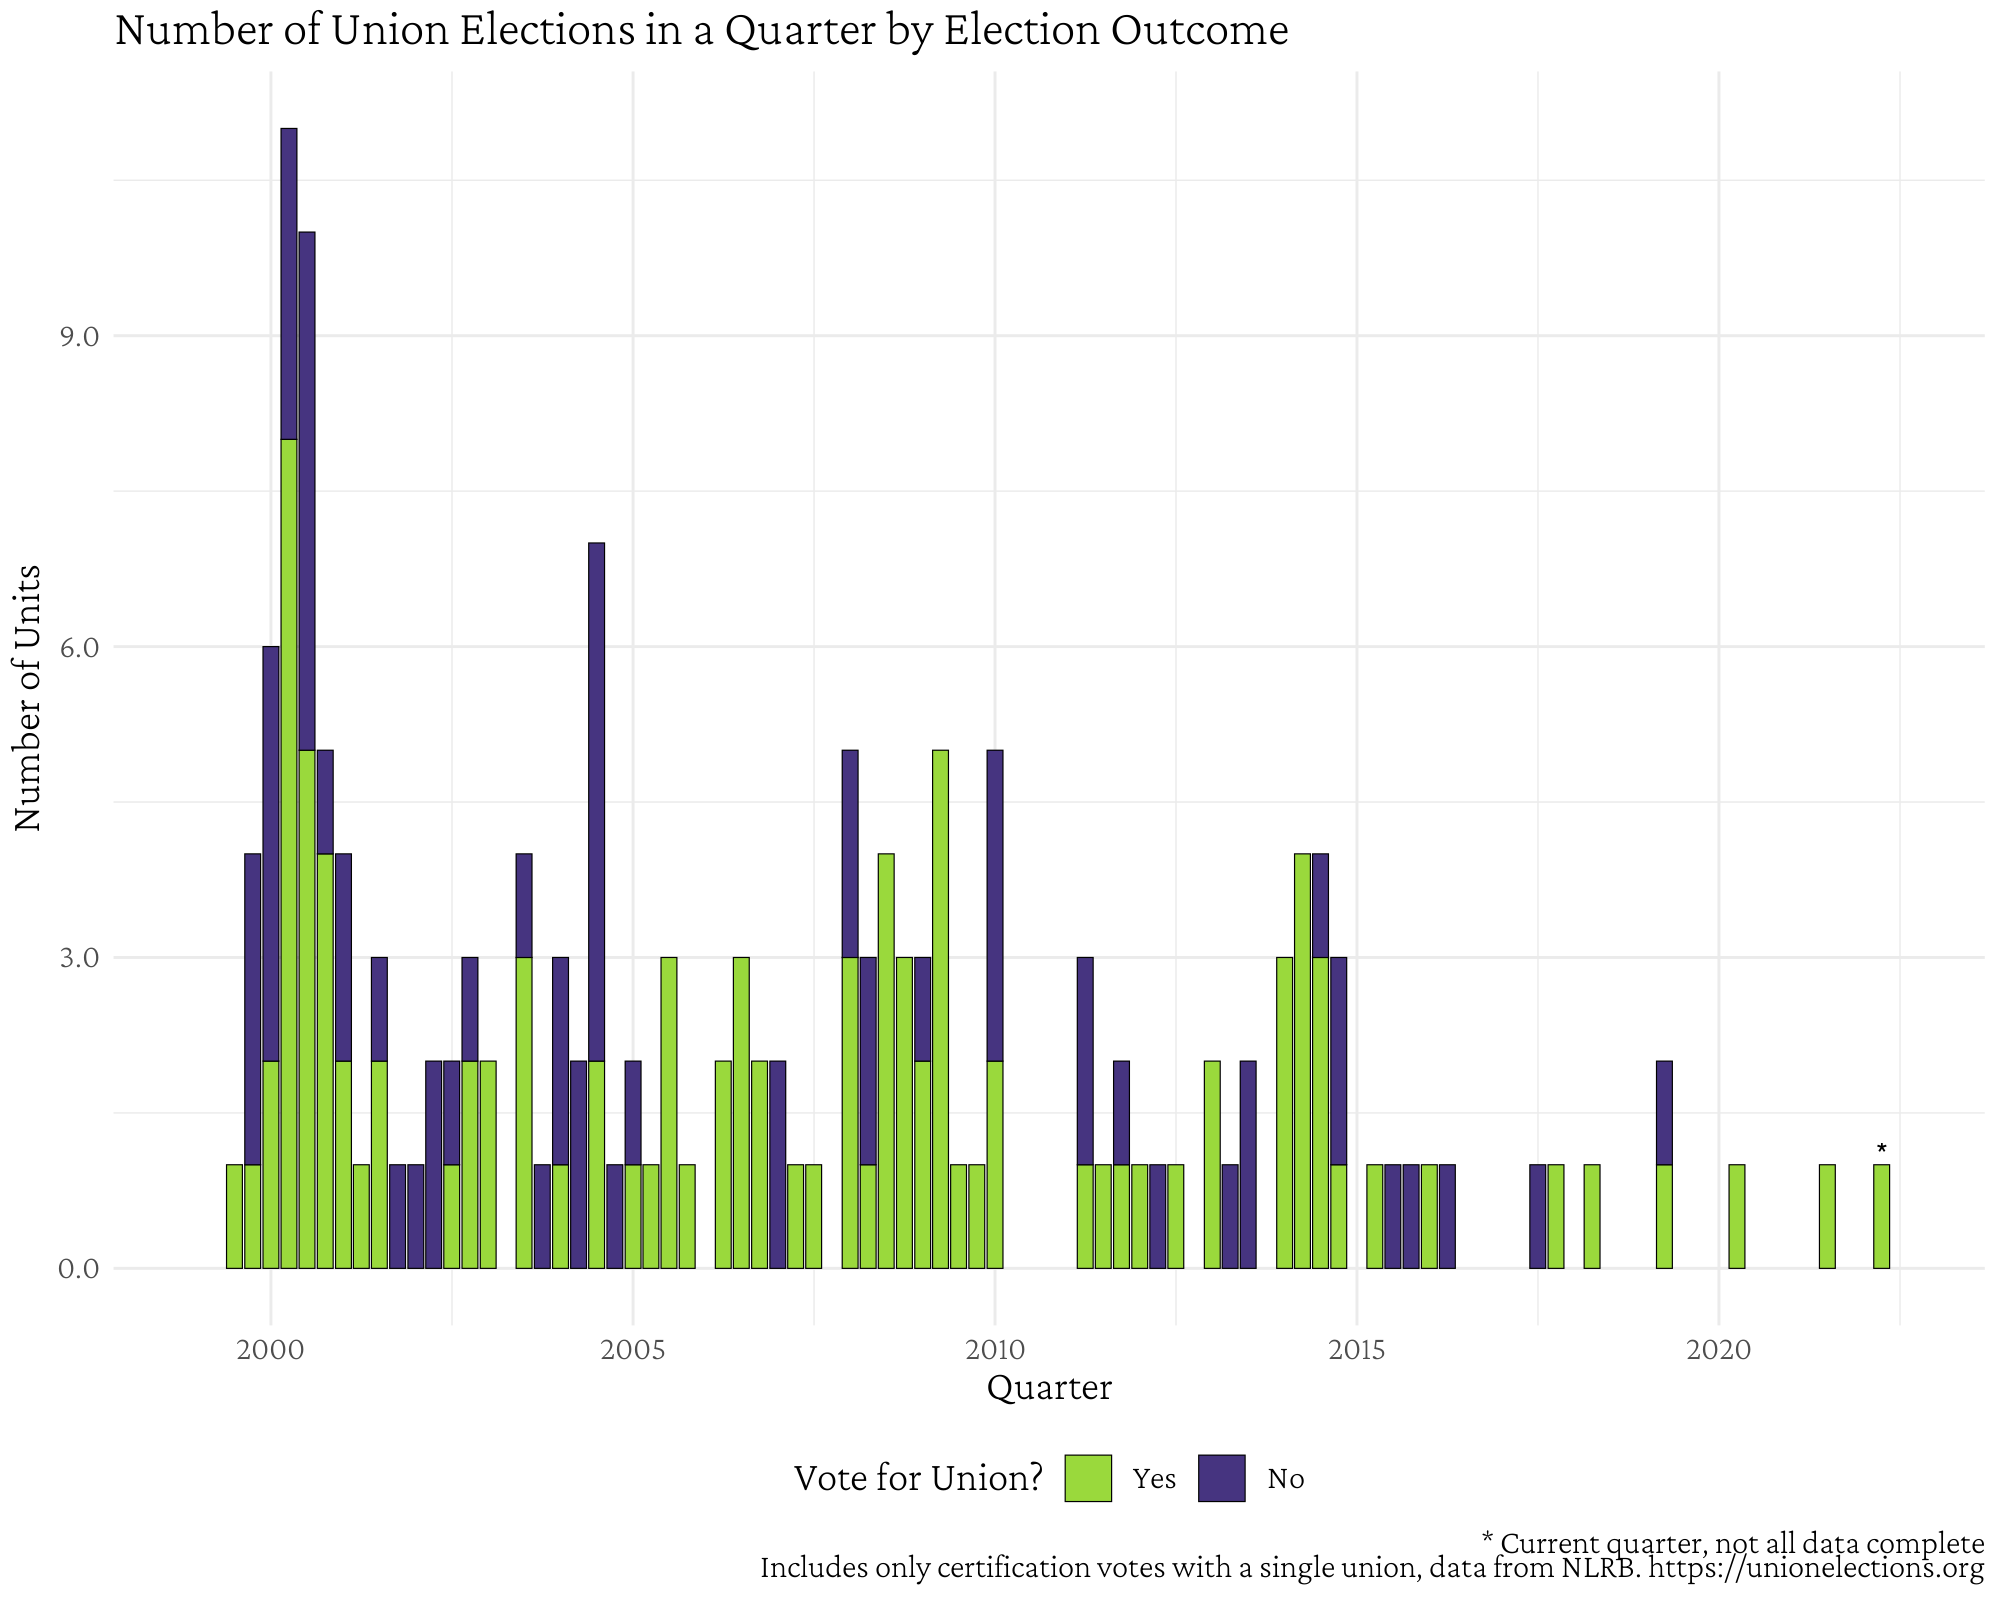 Number of Union Elections in a Quarter by Election Outcome
Number of Units
9.0
6.0
3.0
0.0
*
2000 2005 2010 2015 2020
Quarter
Vote for Union? Yes No
* Current quarter, not all data complete
Includes only certification votes with a single union, data from NLRB. https://unionelections.org